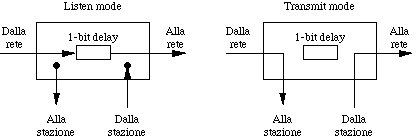 Listen mode
Dalla
rete
1-bit delay
Alla
rete
Alla
stazione
Dalla
stazione
Transmit mode
Dalla
rete
1-bit delay
Alla
rete
Alla
stazione
Dalla
stazione